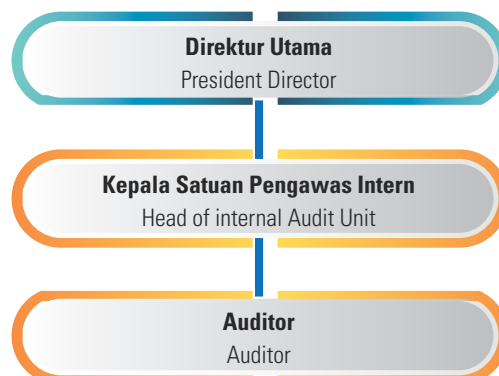 Direktur Utama
President Director
Kepala Satuan Pengawas Intern
Head of internal Audit Unit
Auditor
Auditor